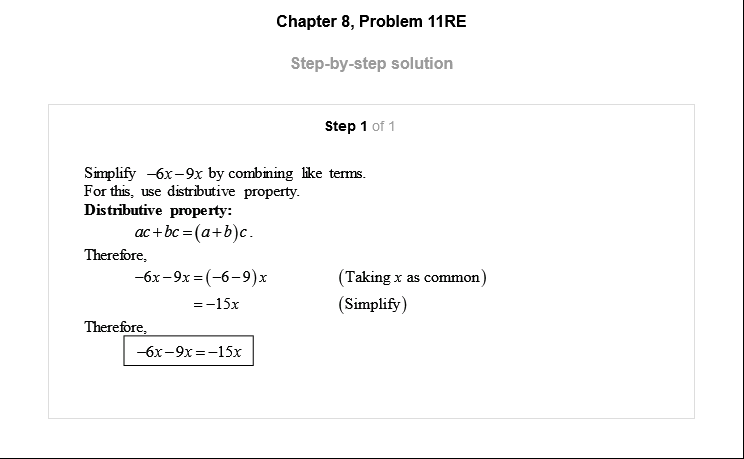 Chapter 8, Problem 11RE
Step-by-step solution
Step 1 of 1
Simplify −6x−9x by combining like terms.
For this, use distributive property.
Distributive property:
ac+bc=(a+b)c.
Therefore,
−6x−9x=(−6−9)x (Taking x as common)
=−15x (Simplify)
Therefore,
−6x−9x=−15x